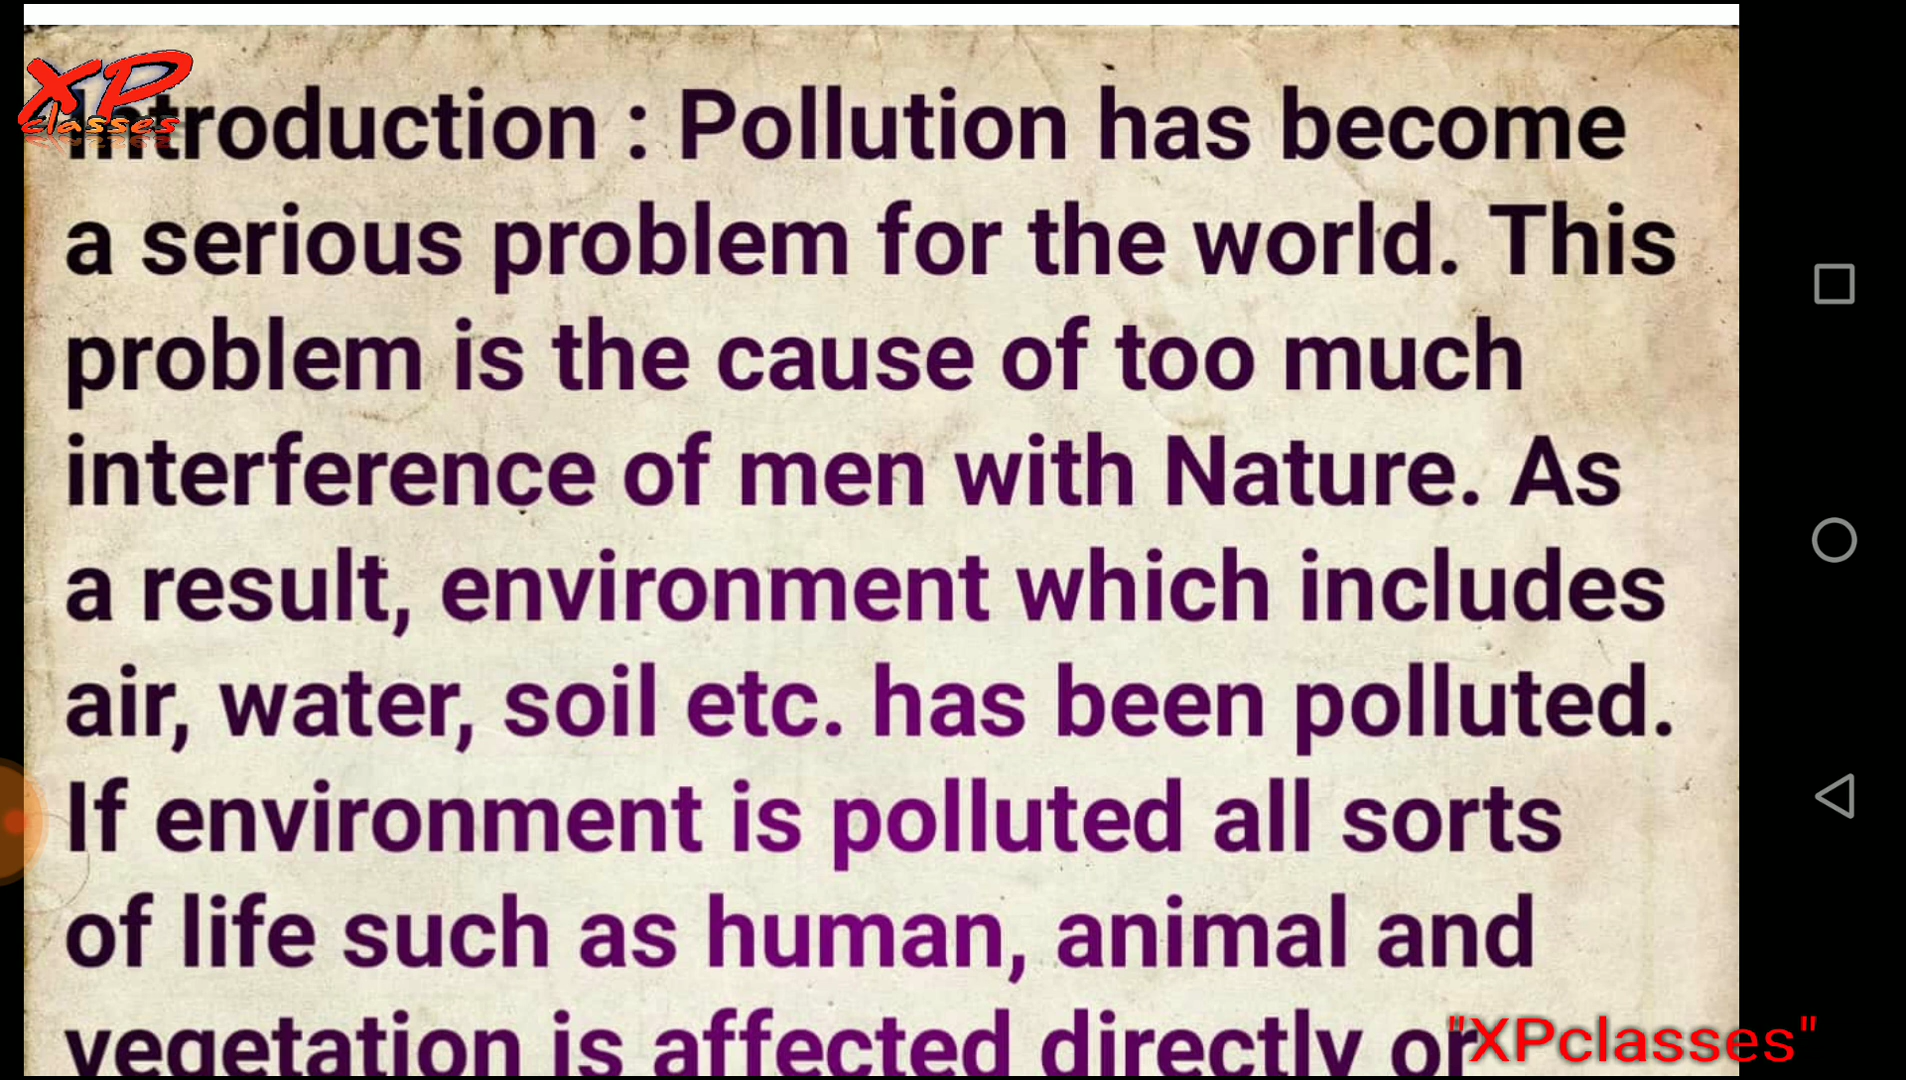 XP
classes
Introduction : Pollution has become
a serious problem for the world. This
problem is the cause of too much
interference of men with Nature. As
a result, environment which includes
air, water, soil etc. has been polluted.
If environment is polluted all sorts
of life such as human, animal and
vegetation is affected directly or
"XPclasses"